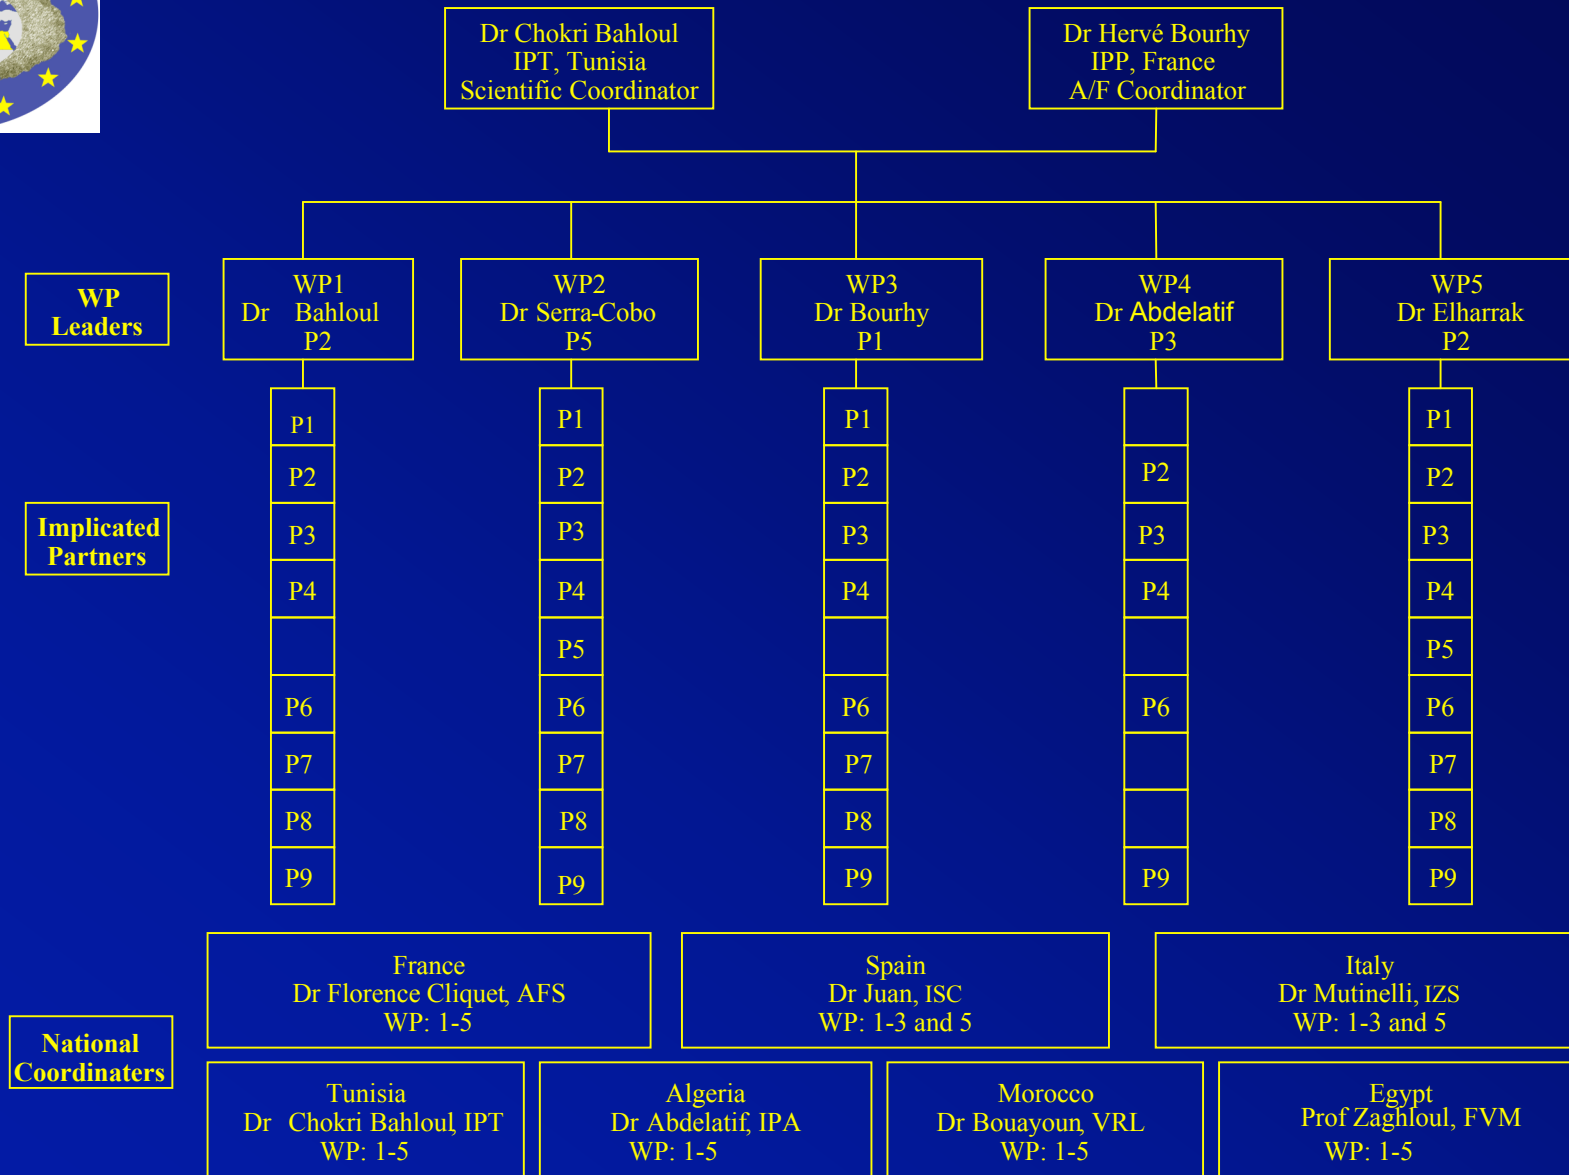 Dr Chokri Bahloul
IPT, Tunisia
Scientific Coordinator
Dr Hervé Bourhy
IPP, France
A/F Coordinator
WP
Leaders
WP1
Dr Bahloul
P2
WP2
Dr Serra-Cobo
P5
WP3
Dr Bourhy
P1
WP4
Dr Abdelatif
P3
WP5
Dr Elharrak
P2
Implicated
Partners
P1
P2
P3
P4
P6
P7
P8
P9
P1
P2
P3
P4
P5
P6
P7
P8
P9
P1
P2
P3
P4
P6
P7
P8
P9
P2
P3
P4
P6
P9
P1
P2
P3
P4
P5
P6
P7
P8
P9
National
Coordinaters
France
Dr Florence Cliquet, AFS
WP: 1-5
Spain
Dr Juan, ISC
WP: 1-3 and 5
Italy
Dr Mutinelli, IZS
WP: 1-3 and 5
Tunisia
Dr Chokri Bahloul, IPT
WP: 1-5
Algeria
Dr Abdelatif, IPA
WP: 1-5
Morocco
Dr Bouayoun, VRL
WP: 1-5
Egypt
Prof Zaghloul, FVM
WP: 1-5